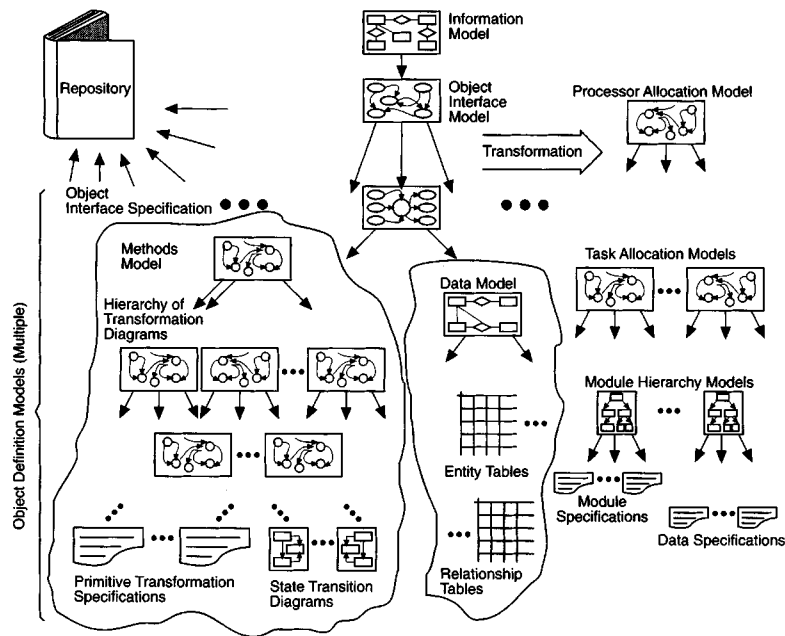 Information
Model
Repository
Object
Interface
Model
Processor Allocation Model
Transformation
Object
Interface Specification
Methods
Model
Task Allocation Models
Data Model
Hierarchy of
Transformation
Diagrams
Object Definition Models (Multiple)
Module Hierarchy Models
Entity Tables
Module
Specifications
Data Specifications
Primitive Transformation
Specifications
State Transition
Diagrams
Relationship
Tables